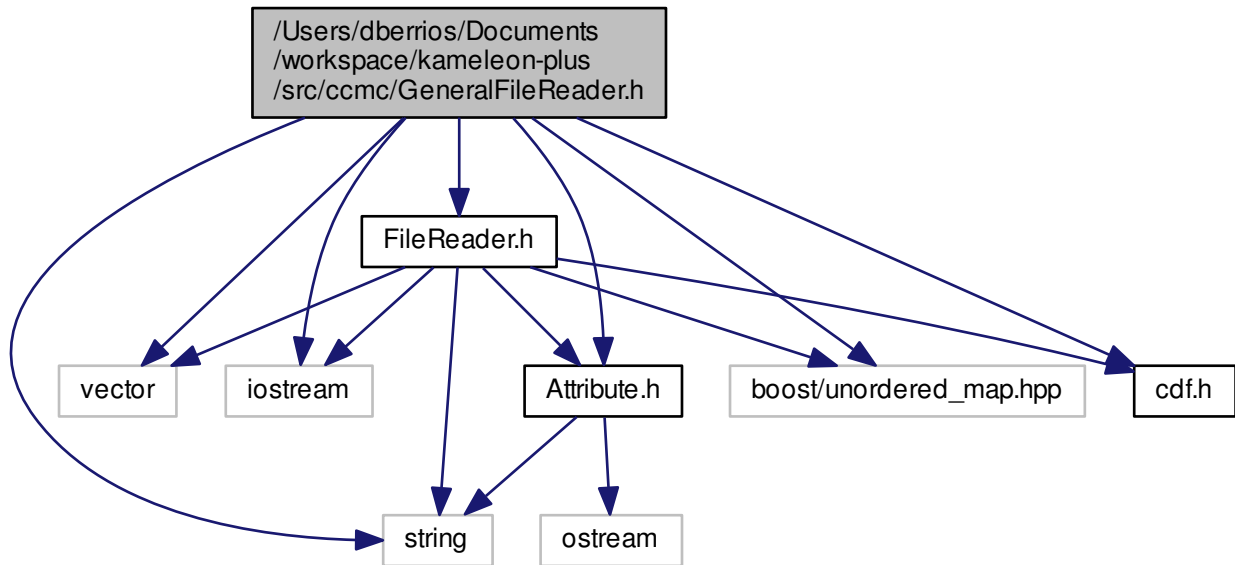 /Users/dberrios/Documents
/workspace/kameleon-plus
/src/ccmc/GeneralFileReader.h
FileReader.h
vector
iostream
Attribute.h
boost/unordered_map.hpp
cdf.h
string
ostream